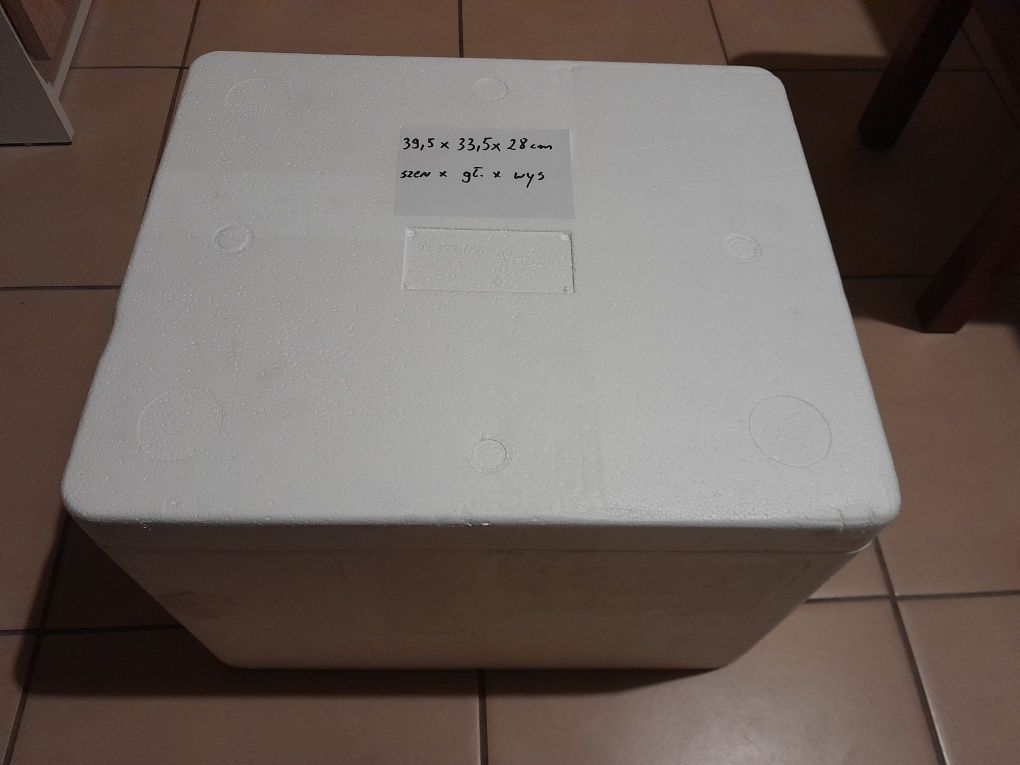 39,5 x 33,5 x 28 cm
szer x gł. x wys